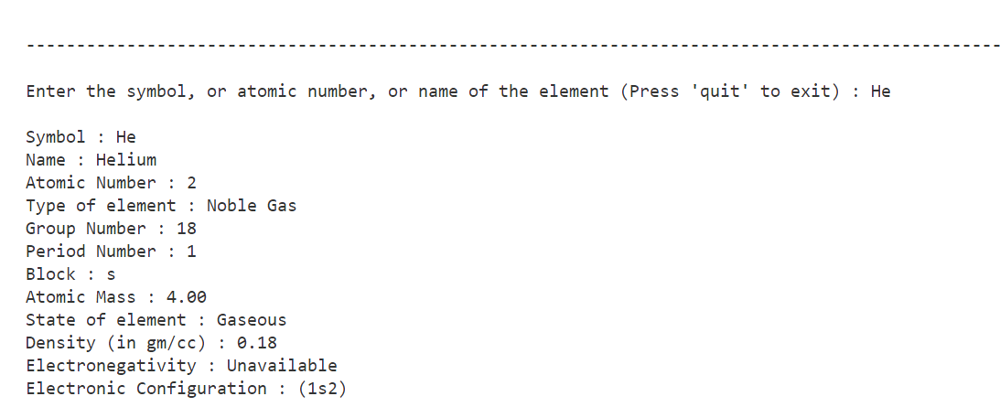 -------------------------------------------------------------------------------------------------
Enter the symbol, or atomic number, or name of the element (Press 'quit' to exit) : He
Symbol : He
Name : Helium
Atomic Number : 2
Type of element : Noble Gas
Group Number : 18
Period Number : 1
Block : s
Atomic Mass : 4.00
State of element : Gaseous
Density (in gm/cc) : 0.18
Electronegativity : Unavailable
Electronic Configuration : (1s2)